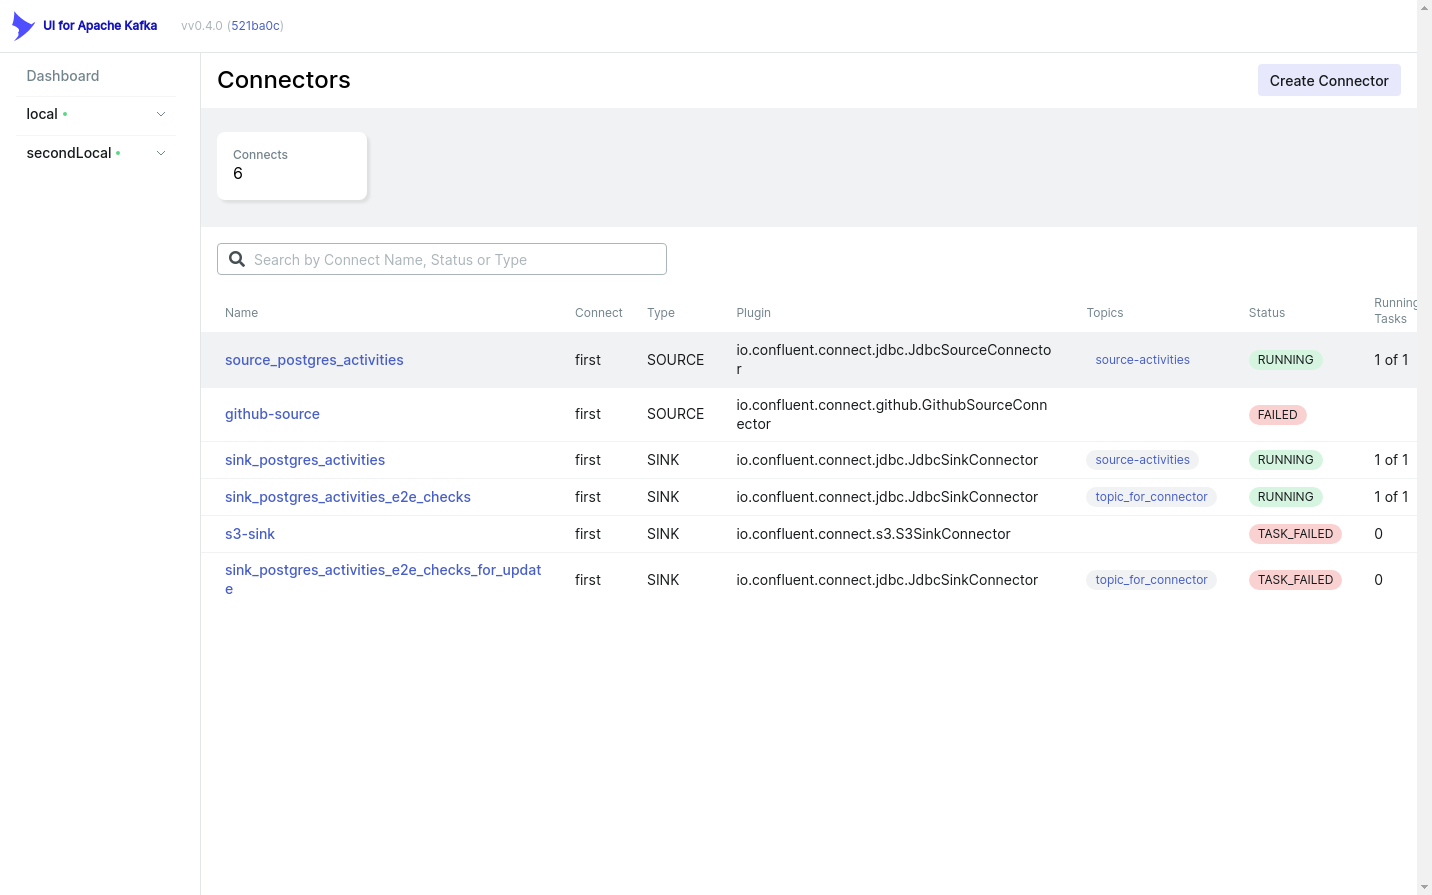 UI for Apache Kafka vv0.4.0 (521ba0c)
Dashboard
local
secondLocal
Connectors
Create Connector
Connects
6
Search by Connect Name, Status or Type
Name Connect Type Plugin Topics Status Running
Tasks
source_postgres_activities first SOURCE io.confluent.connect.jdbc.JdbcSourceConnecto
r source-activities RUNNING 1 of 1
github-source first SOURCE io.confluent.connect.github.GithubSourceConn
ector FAILED
sink_postgres_activities first SINK io.confluent.connect.jdbc.JdbcSinkConnector source-activities RUNNING 1 of 1
sink_postgres_activities_e2e_checks first SINK io.confluent.connect.jdbc.JdbcSinkConnector topic_for_connector RUNNING 1 of 1
s3-sink first SINK io.confluent.connect.s3.S3SinkConnector TASK_FAILED 0
sink_postgres_activities_e2e_checks_for_updat
e first SINK io.confluent.connect.jdbc.JdbcSinkConnector topic_for_connector TASK_FAILED 0